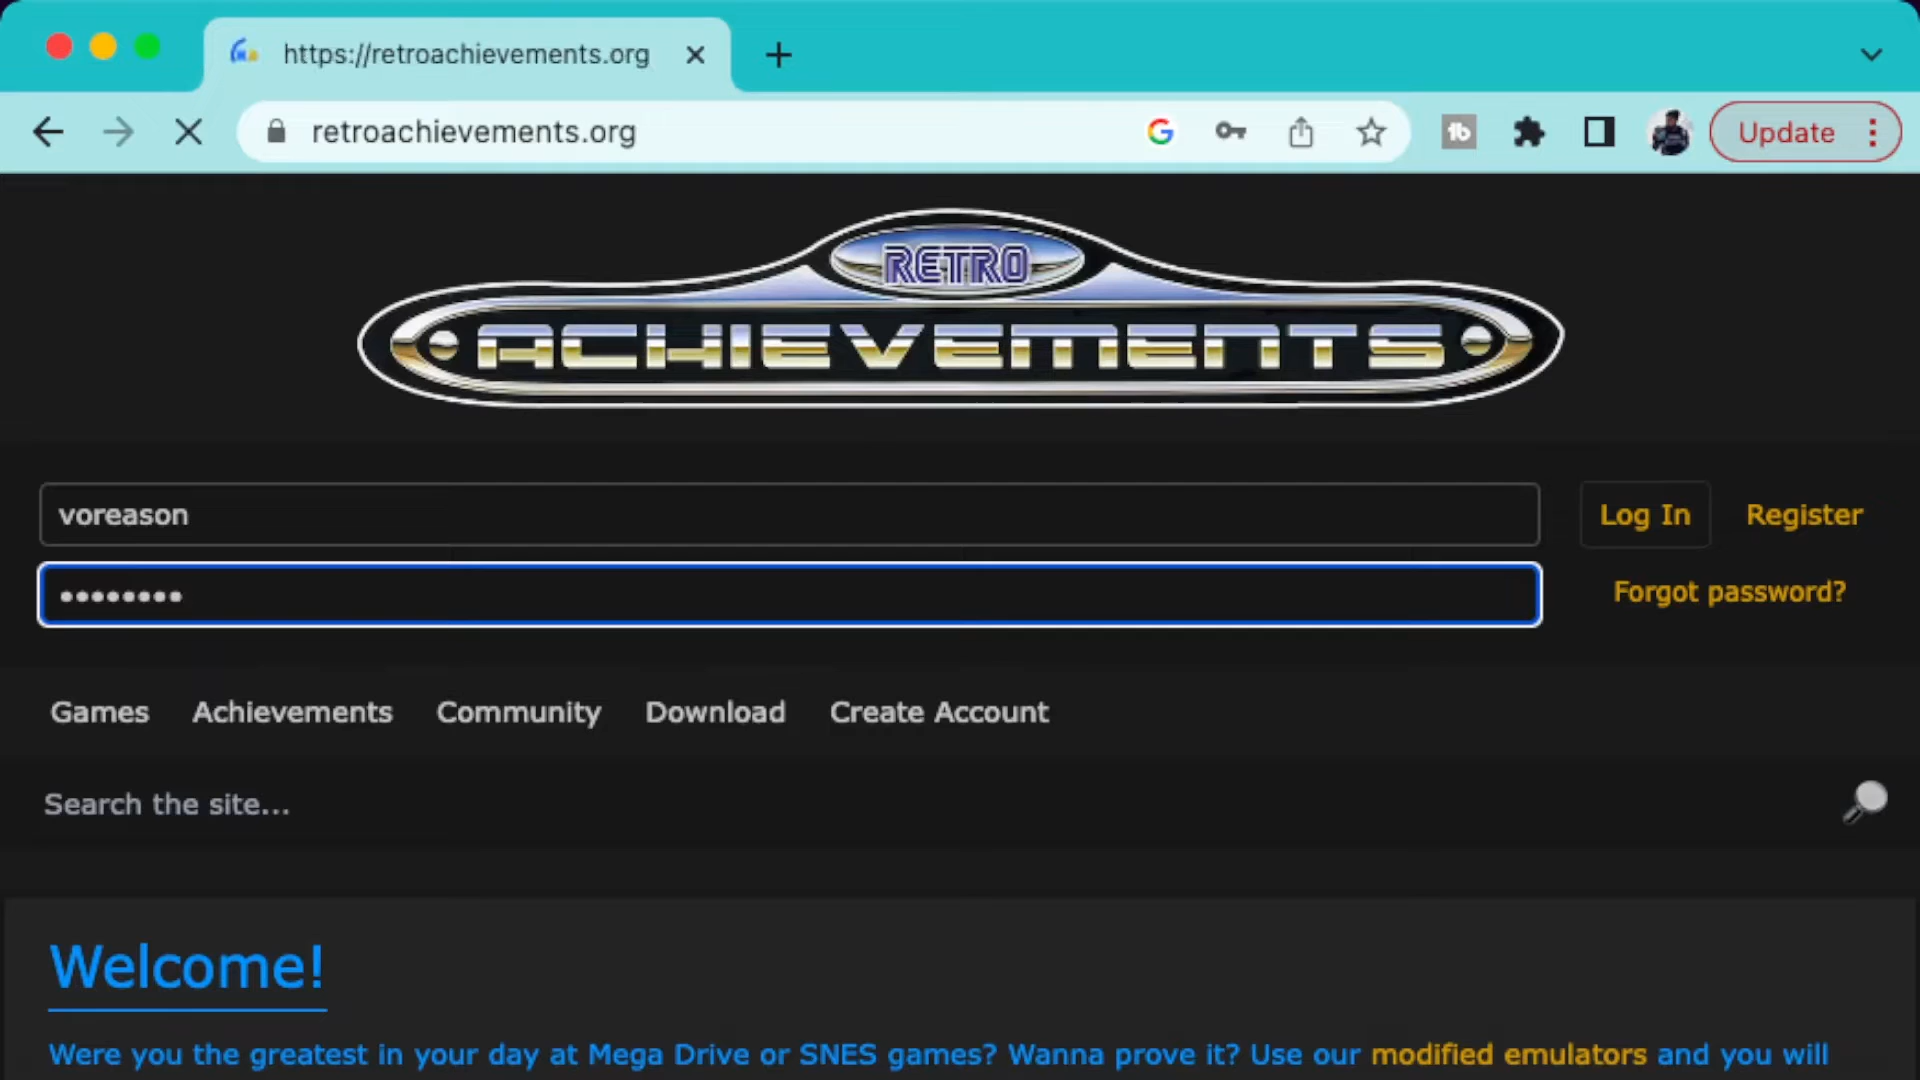 https://retroachievements.org
retroachievements.org
Update
RETRO
ACHIEVEMENTS
voreason
Log In
Register
••••••••
Forgot password?
Games
Achievements
Community
Download
Create Account
Search the site...
Welcome!
Were you the greatest in your day at Mega Drive or SNES games? Wanna prove it? Use our modified emulators and you will